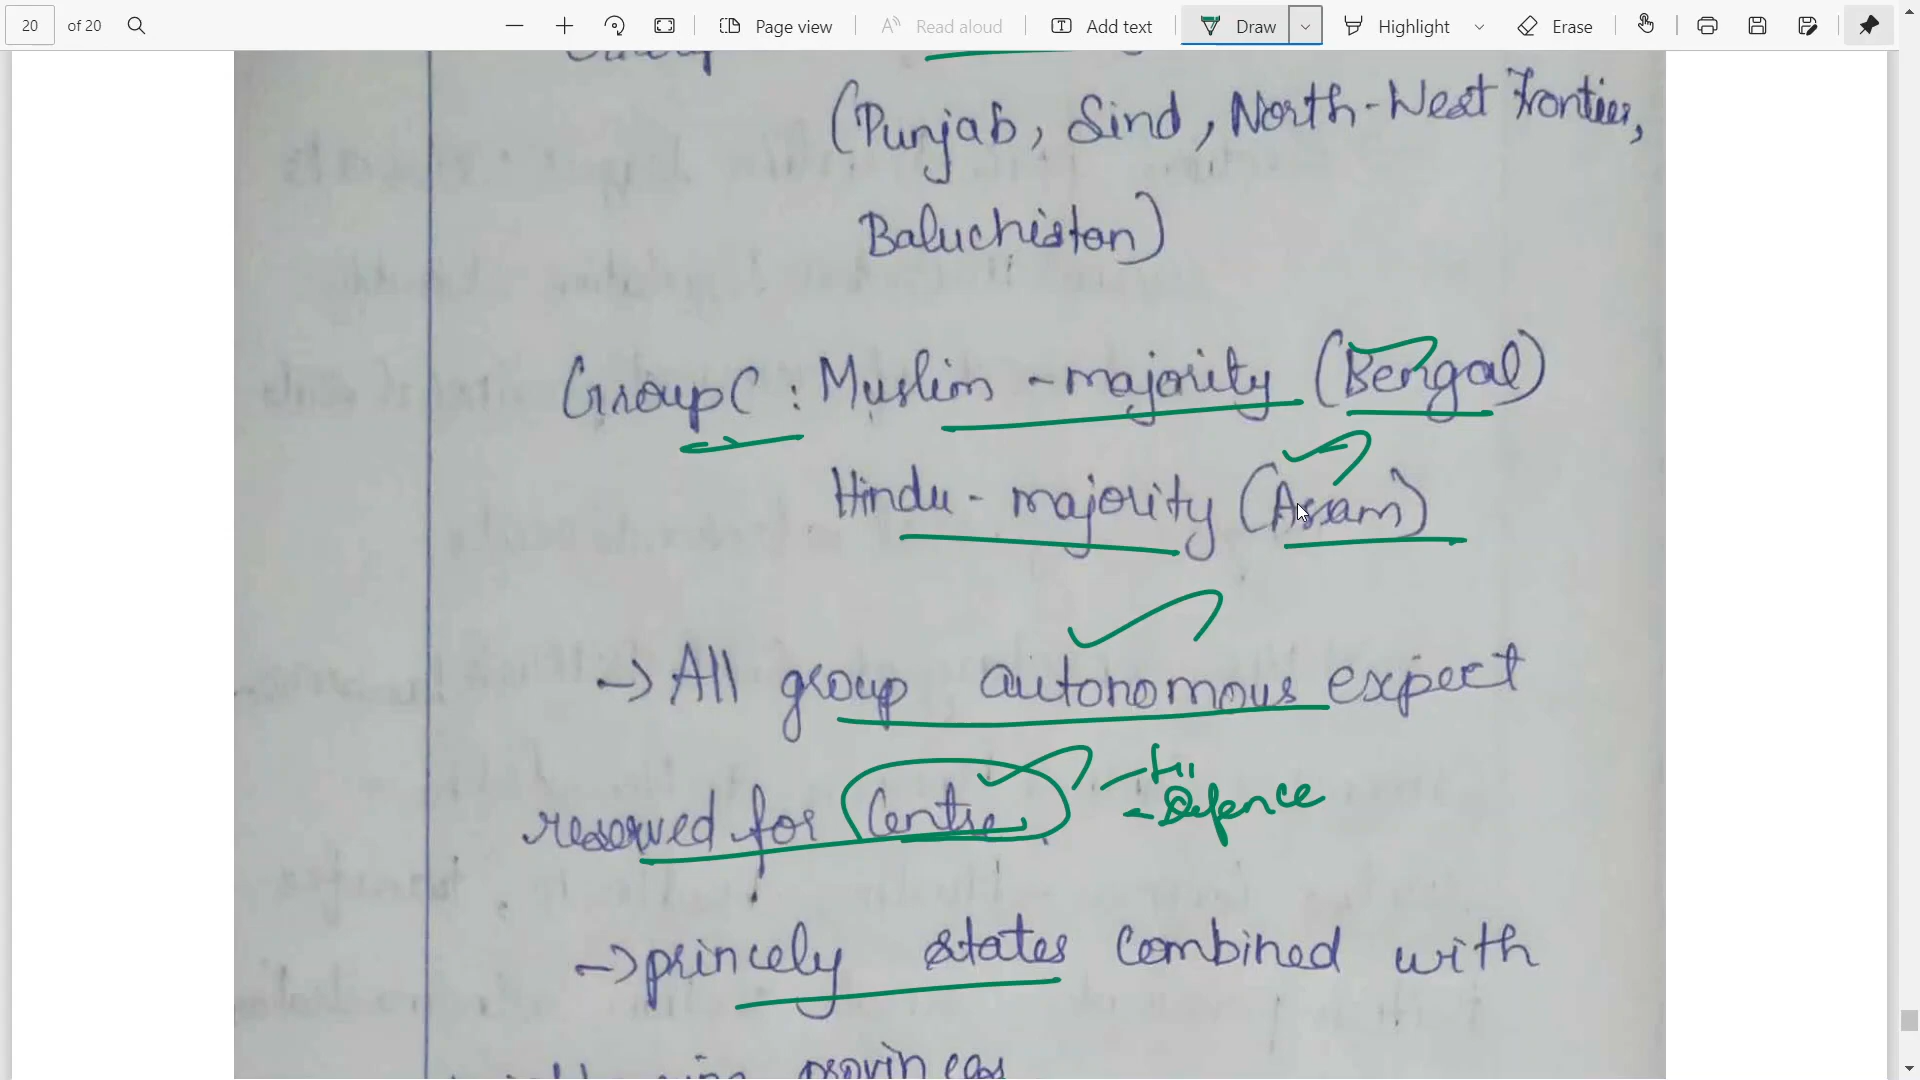 20 of 20 Page view Read aloud Add text Draw Highlight Erase
(Punjab, Sind, North-West Frontier,
Baluchistan)
Group C : Muslim - majority (Bengal)
Hindu - majority (Assam)
→ All group autonomous expect
reserved for Centre.
- Defence
→ princely states combined with
provinces